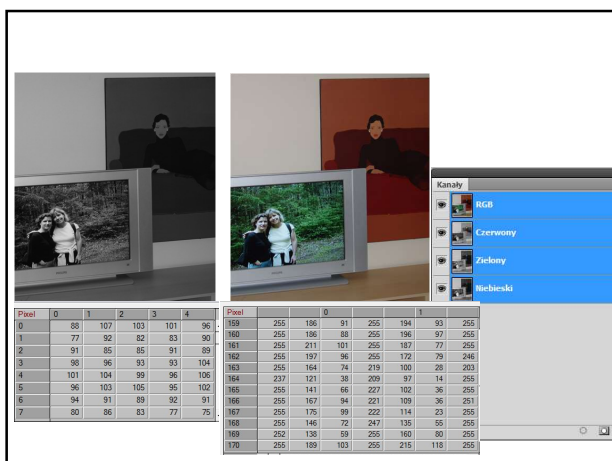 Kanały
RGB
Czerwony
Zielony
Niebieski
PHILIPS
PHILIPS
Pixel 0 1 2 3 4
0 88 107 103 101 96
1 77 92 82 83 90
2 91 85 85 91 89
3 98 96 93 93 104
4 101 104 99 96 106
5 96 103 105 95 102
6 94 91 89 92 91
7 80 86 83 77 75
Pixel 0 1
159 255 186 91 255 194 93 255
160 255 186 88 255 196 97 255
161 255 211 101 255 187 77 255
162 255 197 96 255 172 79 246
163 255 164 74 219 100 28 203
164 237 121 38 209 97 14 255
165 255 141 66 227 102 36 255
166 255 167 94 221 109 36 251
167 255 175 99 222 114 23 255
168 255 146 72 247 135 55 255
169 252 138 59 255 160 80 255
170 255 189 103 255 215 118 255